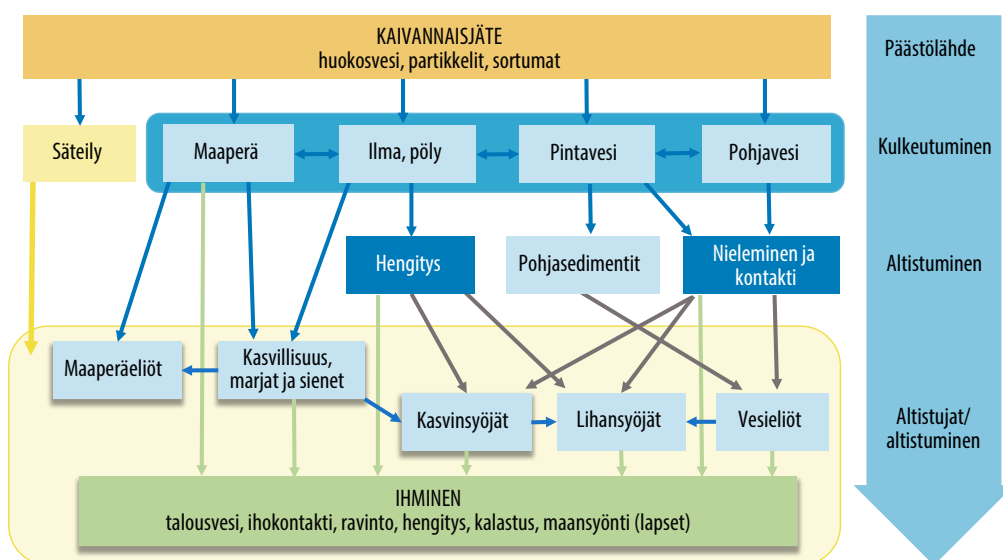 KAIVANNAISJÄTE
huokosvesi, partikkelit, sortumat
Päästölähde
Säteily
Maaperä
Ilma, pöly
Pintavesi
Pohjavesi
Kulkeutuminen
Hengitys
Pohjasedimentit
Nieleminen ja
kontakti
Altistuminen
Maaperäeliöt
Kasvillisuus,
marjat ja sienet
Kasvinsyöjät
Lihansyöjät
Vesieliöt
Altistujat/
altistuminen
IHMINEN
talousvesi, ihokontakti, ravinto, hengitys, kalastus, maansyönti (lapset)